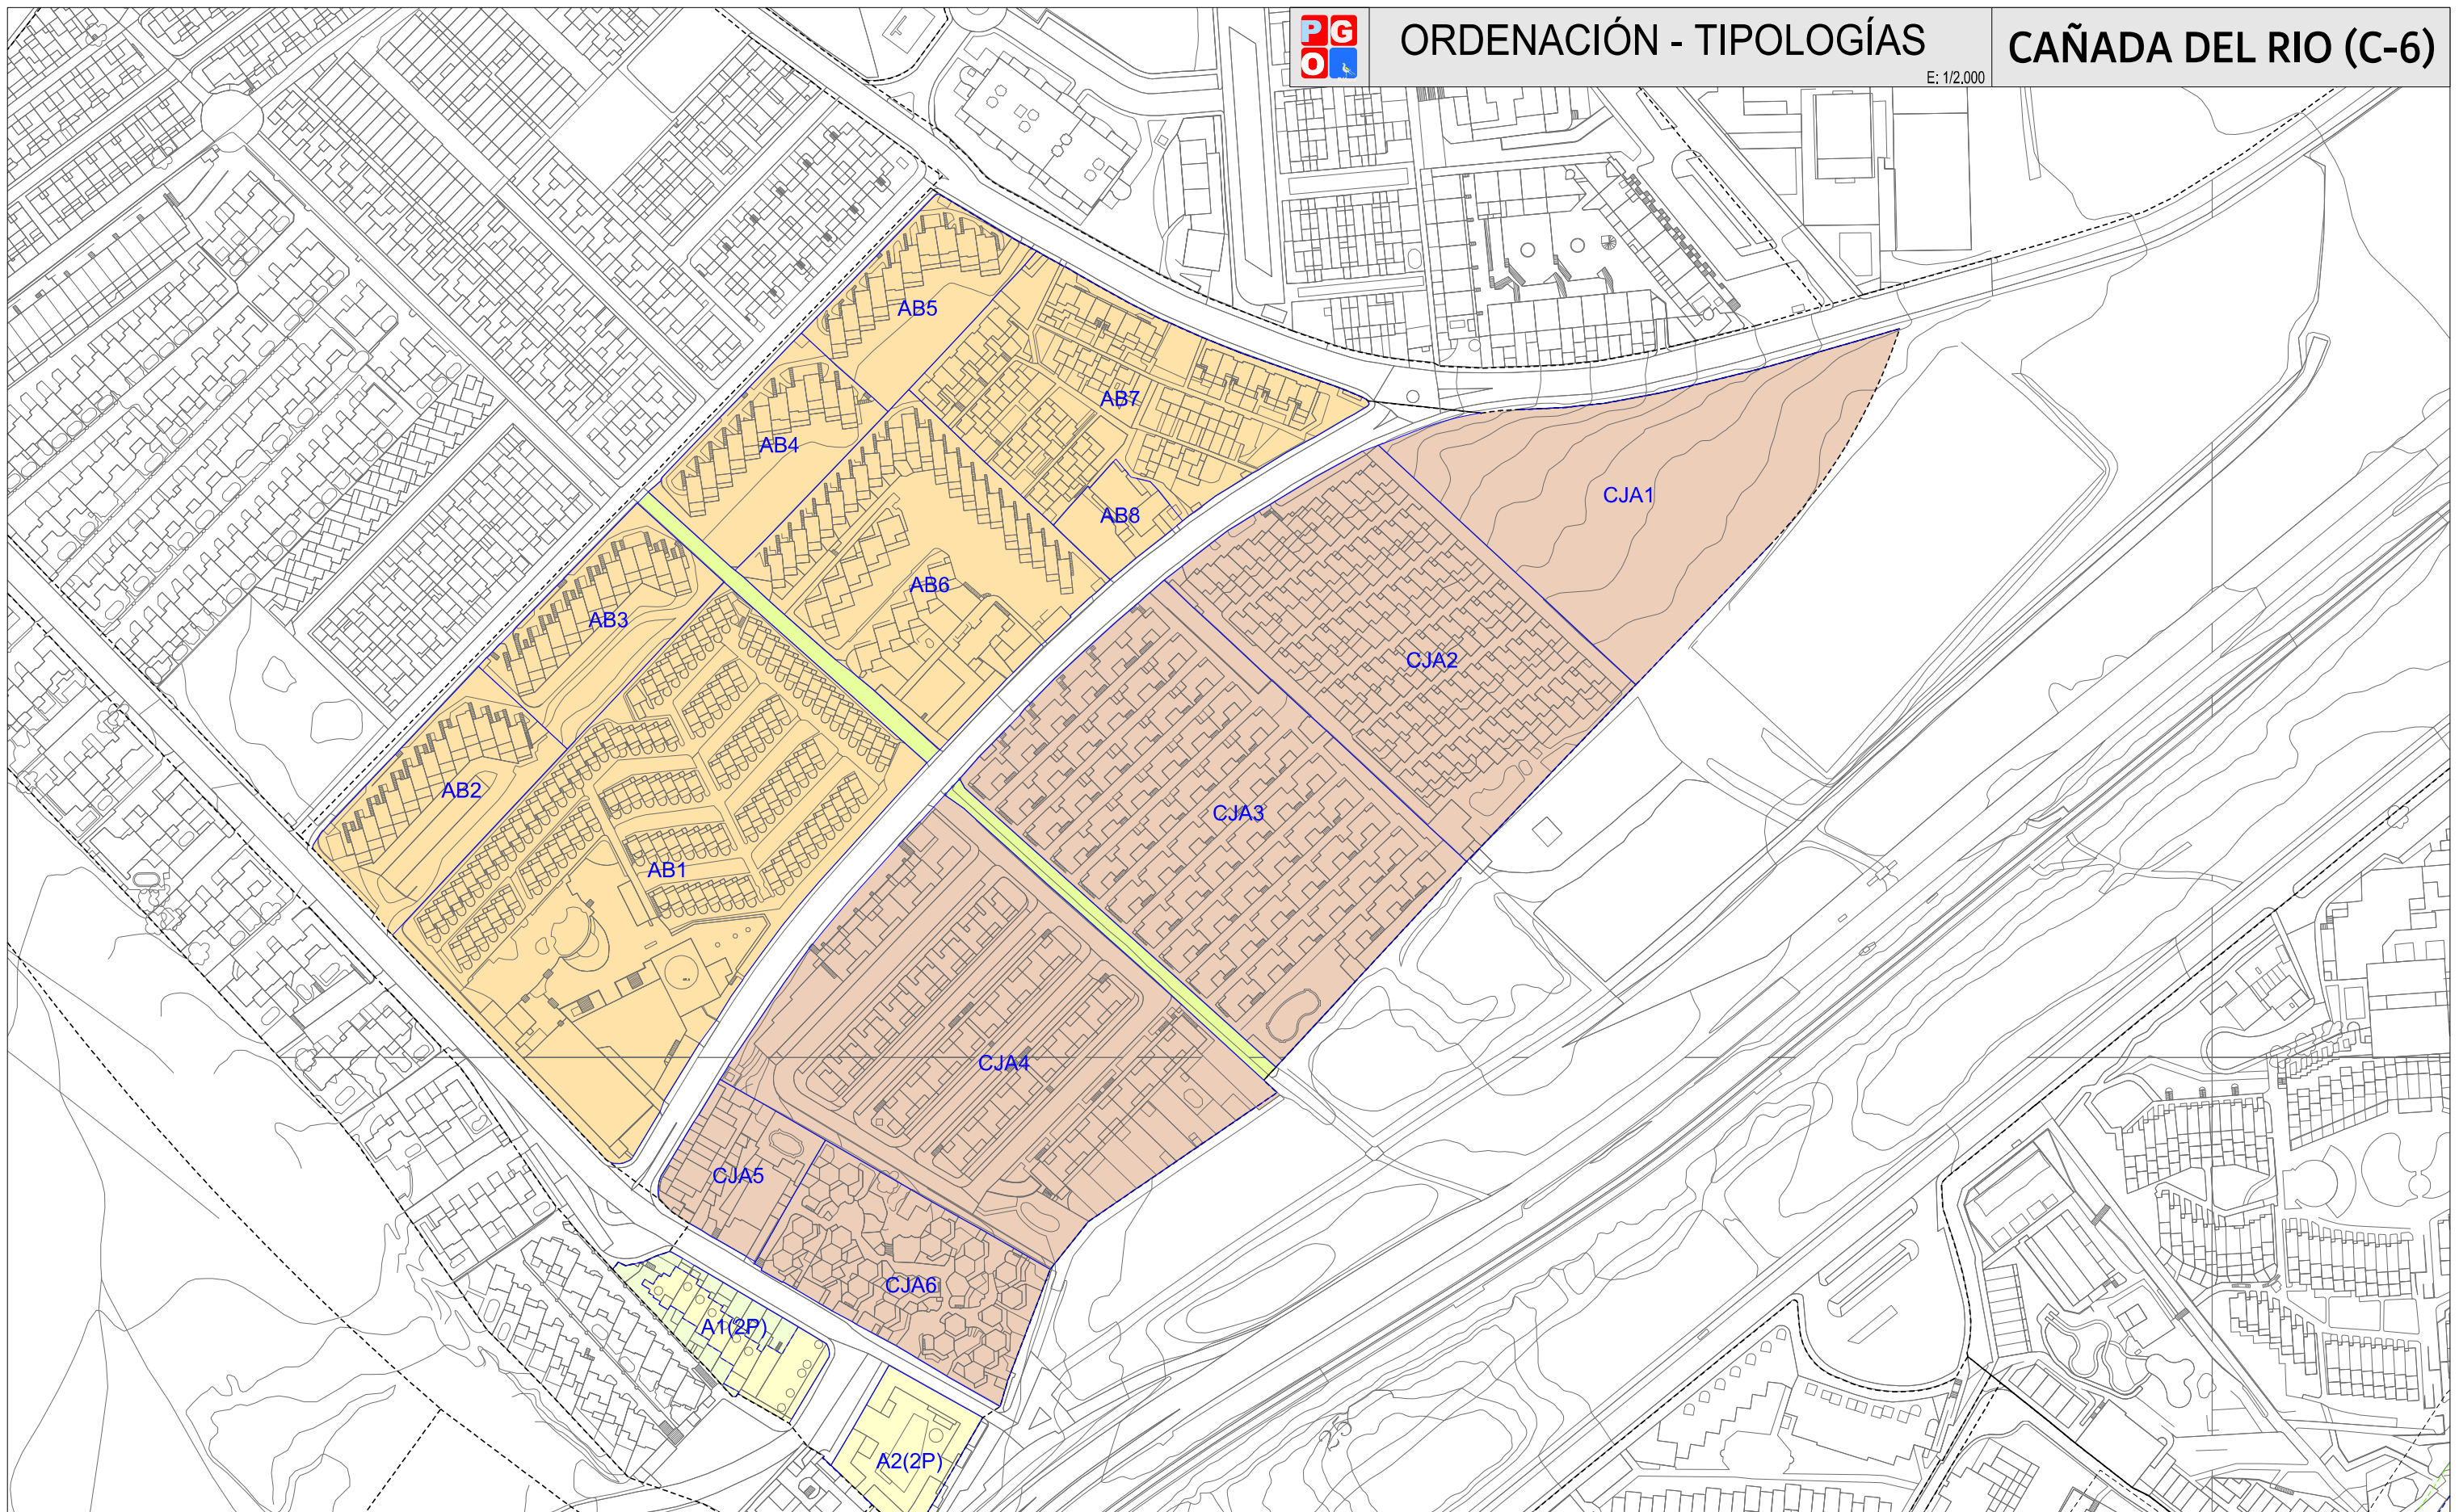 PG
O
ORDENACIÓN - TIPOLOGÍAS
E: 1/2.000
CAÑADA DEL RIO (C-6)
AB5
AB7
AB4
CJA1
AB8
AB6
AB3
CJA2
AB2
CJA3
AB1
CJA4
CJA5
CJA6
A1(2P)
A2(2P)